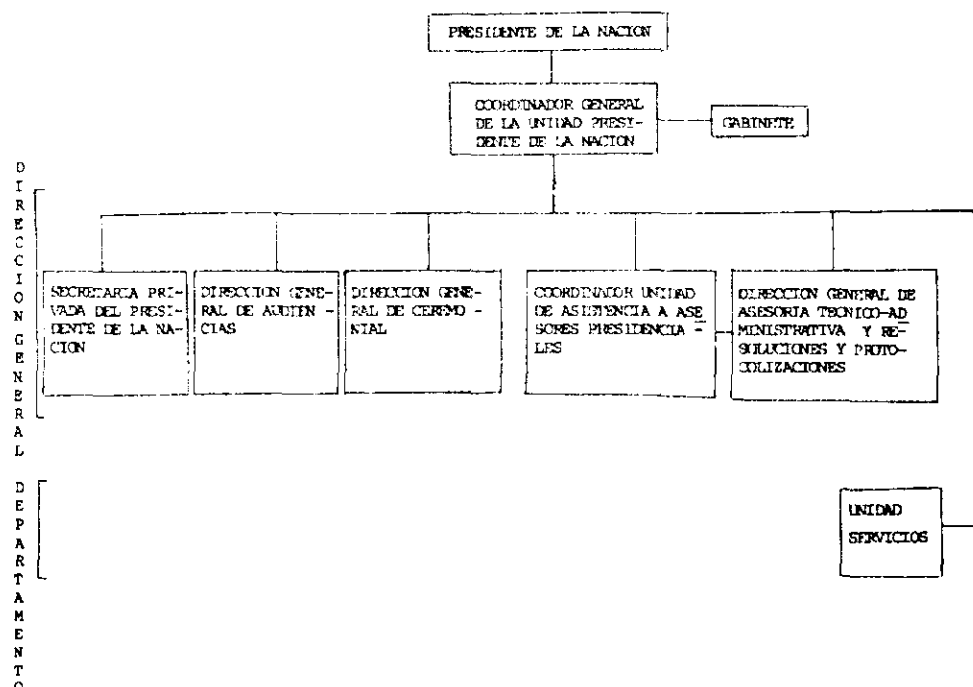 PRESIDENTE DE LA NACION
COORDINADOR GENERAL
DE LA UNIDAD PRESI-
DENTE DE LA NACION
GABINETE
DIRECCION GENERAL
SECRETARIA PRI-
VADA DEL PRESI-
DENTE DE LA NA-
CION
DIRECCION GENE-
RAL DE AUDIEN-
CIAS
DIRECCION GENE-
RAL DE CEREMO-
NIAL
COORDINADOR UNIDAD
DE ASISTENCIA A ASE
SORES PRESIDENCIA-
LES
DIRECCION GENERAL DE
ASESORIA TECNICO-AD
MINISTRATIVA Y RE-
SOLUCIONES Y PROTO-
COLIZACIONES
DEPARTAMENTO
UNIDAD
SERVICIOS